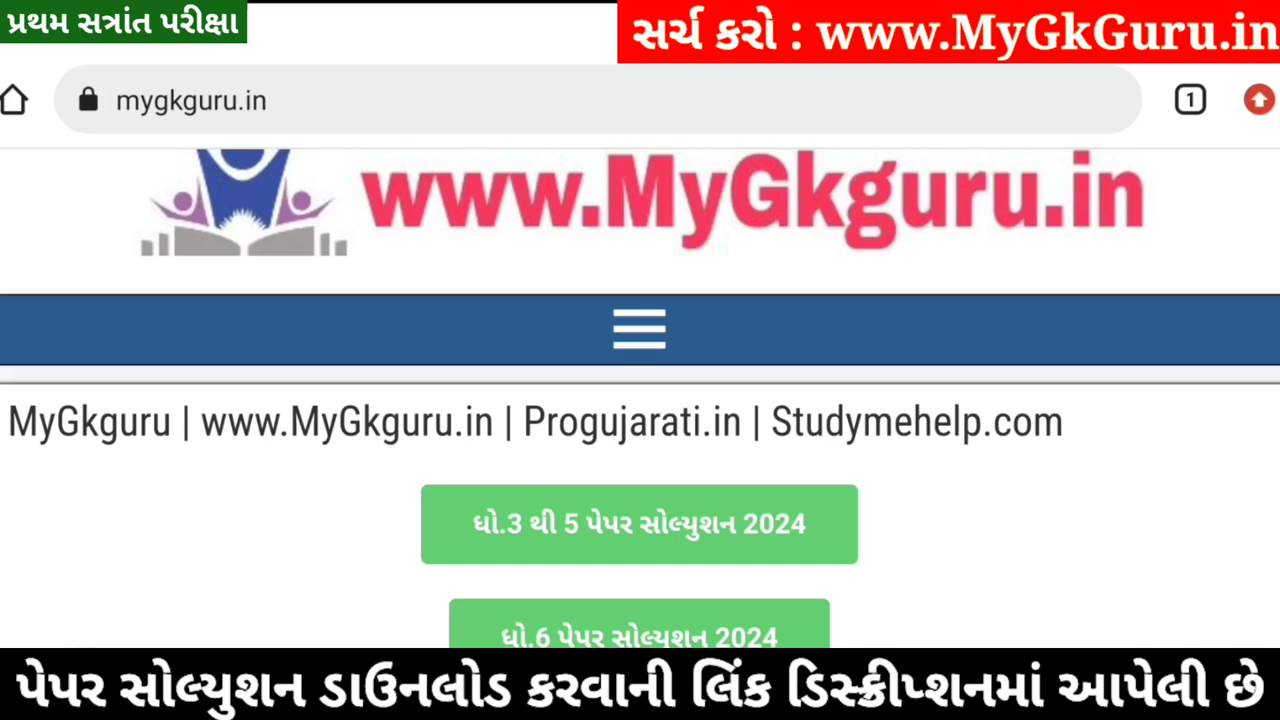 પ્રથમ સત્રાંત પરીક્ષા
સર્ચ કરો : www.MyGkGuru.in
mygkguru.in
1
www.MyGkguru.in
MyGkguru | www.MyGkguru.in | Progujarati.in | Studymehelp.com
ધો.3 થી 5 પેપર સોલ્યુશન 2024
ધો.6 પેપર સોલ્યુશન 2024
પેપર સોલ્યુશન ડાઉનલોડ કરવાની લિંક ડિસ્ક્રીપ્શનમાં આપેલી છે